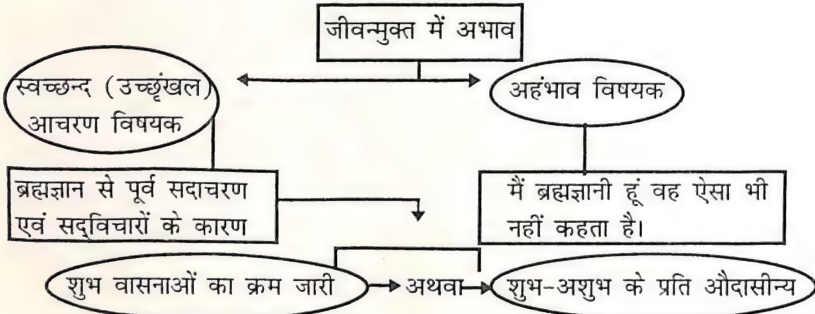 जीवन्मुक्त में अभाव
स्वच्छन्द (उच्छृंखल)
आचरण विषयक
अहंभाव विषयक
ब्रह्मज्ञान से पूर्व सदाचरण
एवं सद्विचारों के कारण
मैं ब्रह्मज्ञानी हूं वह ऐसा भी
नहीं कहता है।
शुभ वासनाओं का क्रम जारी
अथवा
शुभ-अशुभ के प्रति औदासीन्य